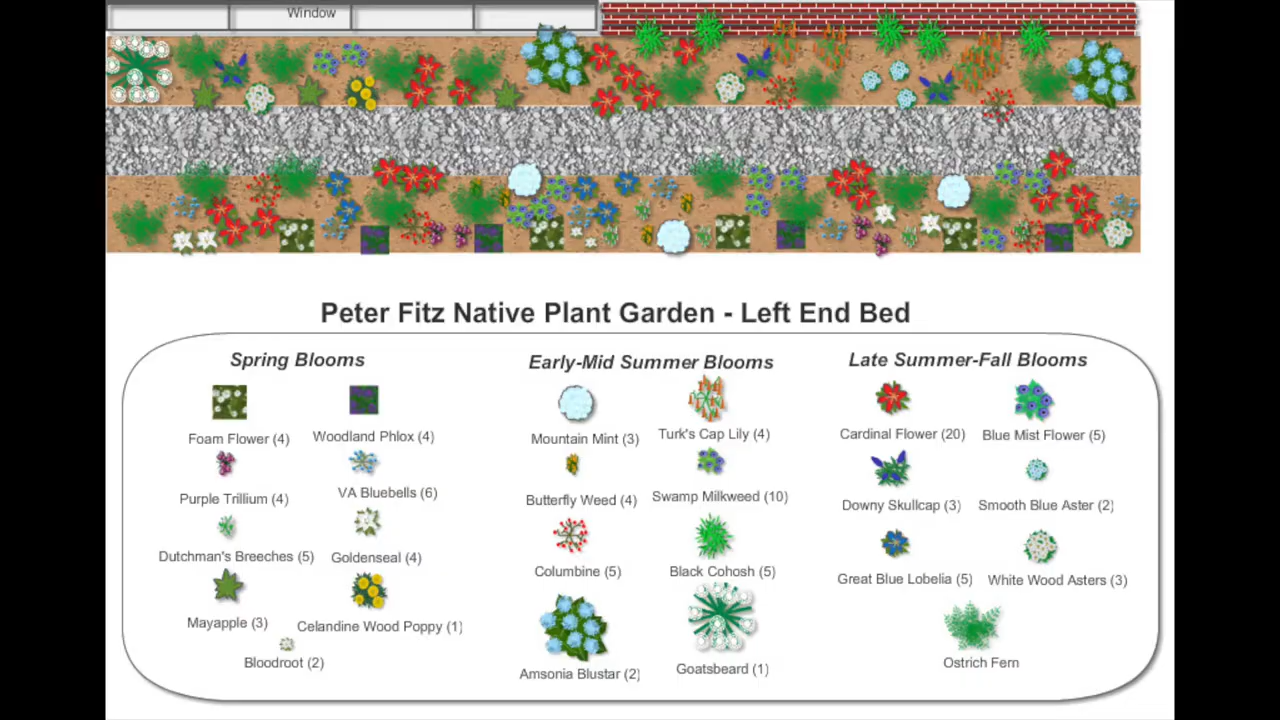 Window
Peter Fitz Native Plant Garden - Left End Bed
Spring Blooms
Foam Flower (4)
Woodland Phlox (4)
Purple Trillium (4)
VA Bluebells (6)
Dutchman's Breeches (5)
Goldenseal (4)
Mayapple (3)
Celandine Wood Poppy (1)
Bloodroot (2)
Early-Mid Summer Blooms
Mountain Mint (3)
Turk's Cap Lily (4)
Butterfly Weed (4)
Swamp Milkweed (10)
Columbine (5)
Black Cohosh (5)
Amsonia Blustar (2)
Goatsbeard (1)
Late Summer-Fall Blooms
Cardinal Flower (20)
Blue Mist Flower (5)
Downy Skullcap (3)
Smooth Blue Aster (2)
Great Blue Lobelia (5)
White Wood Asters (3)
Ostrich Fern